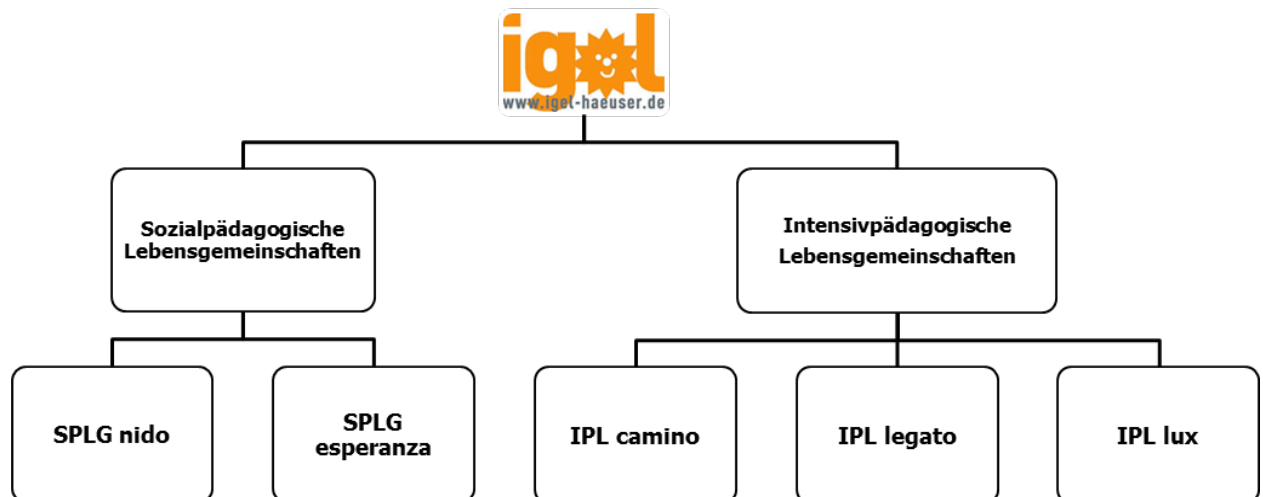 igel
www.igel-haeuser.de
Sozialpädagogische
Lebensgemeinschaften
Intensivpädagogische
Lebensgemeinschaften
SPLG nido
SPLG
esperanza
IPL camino
IPL legato
IPL lux